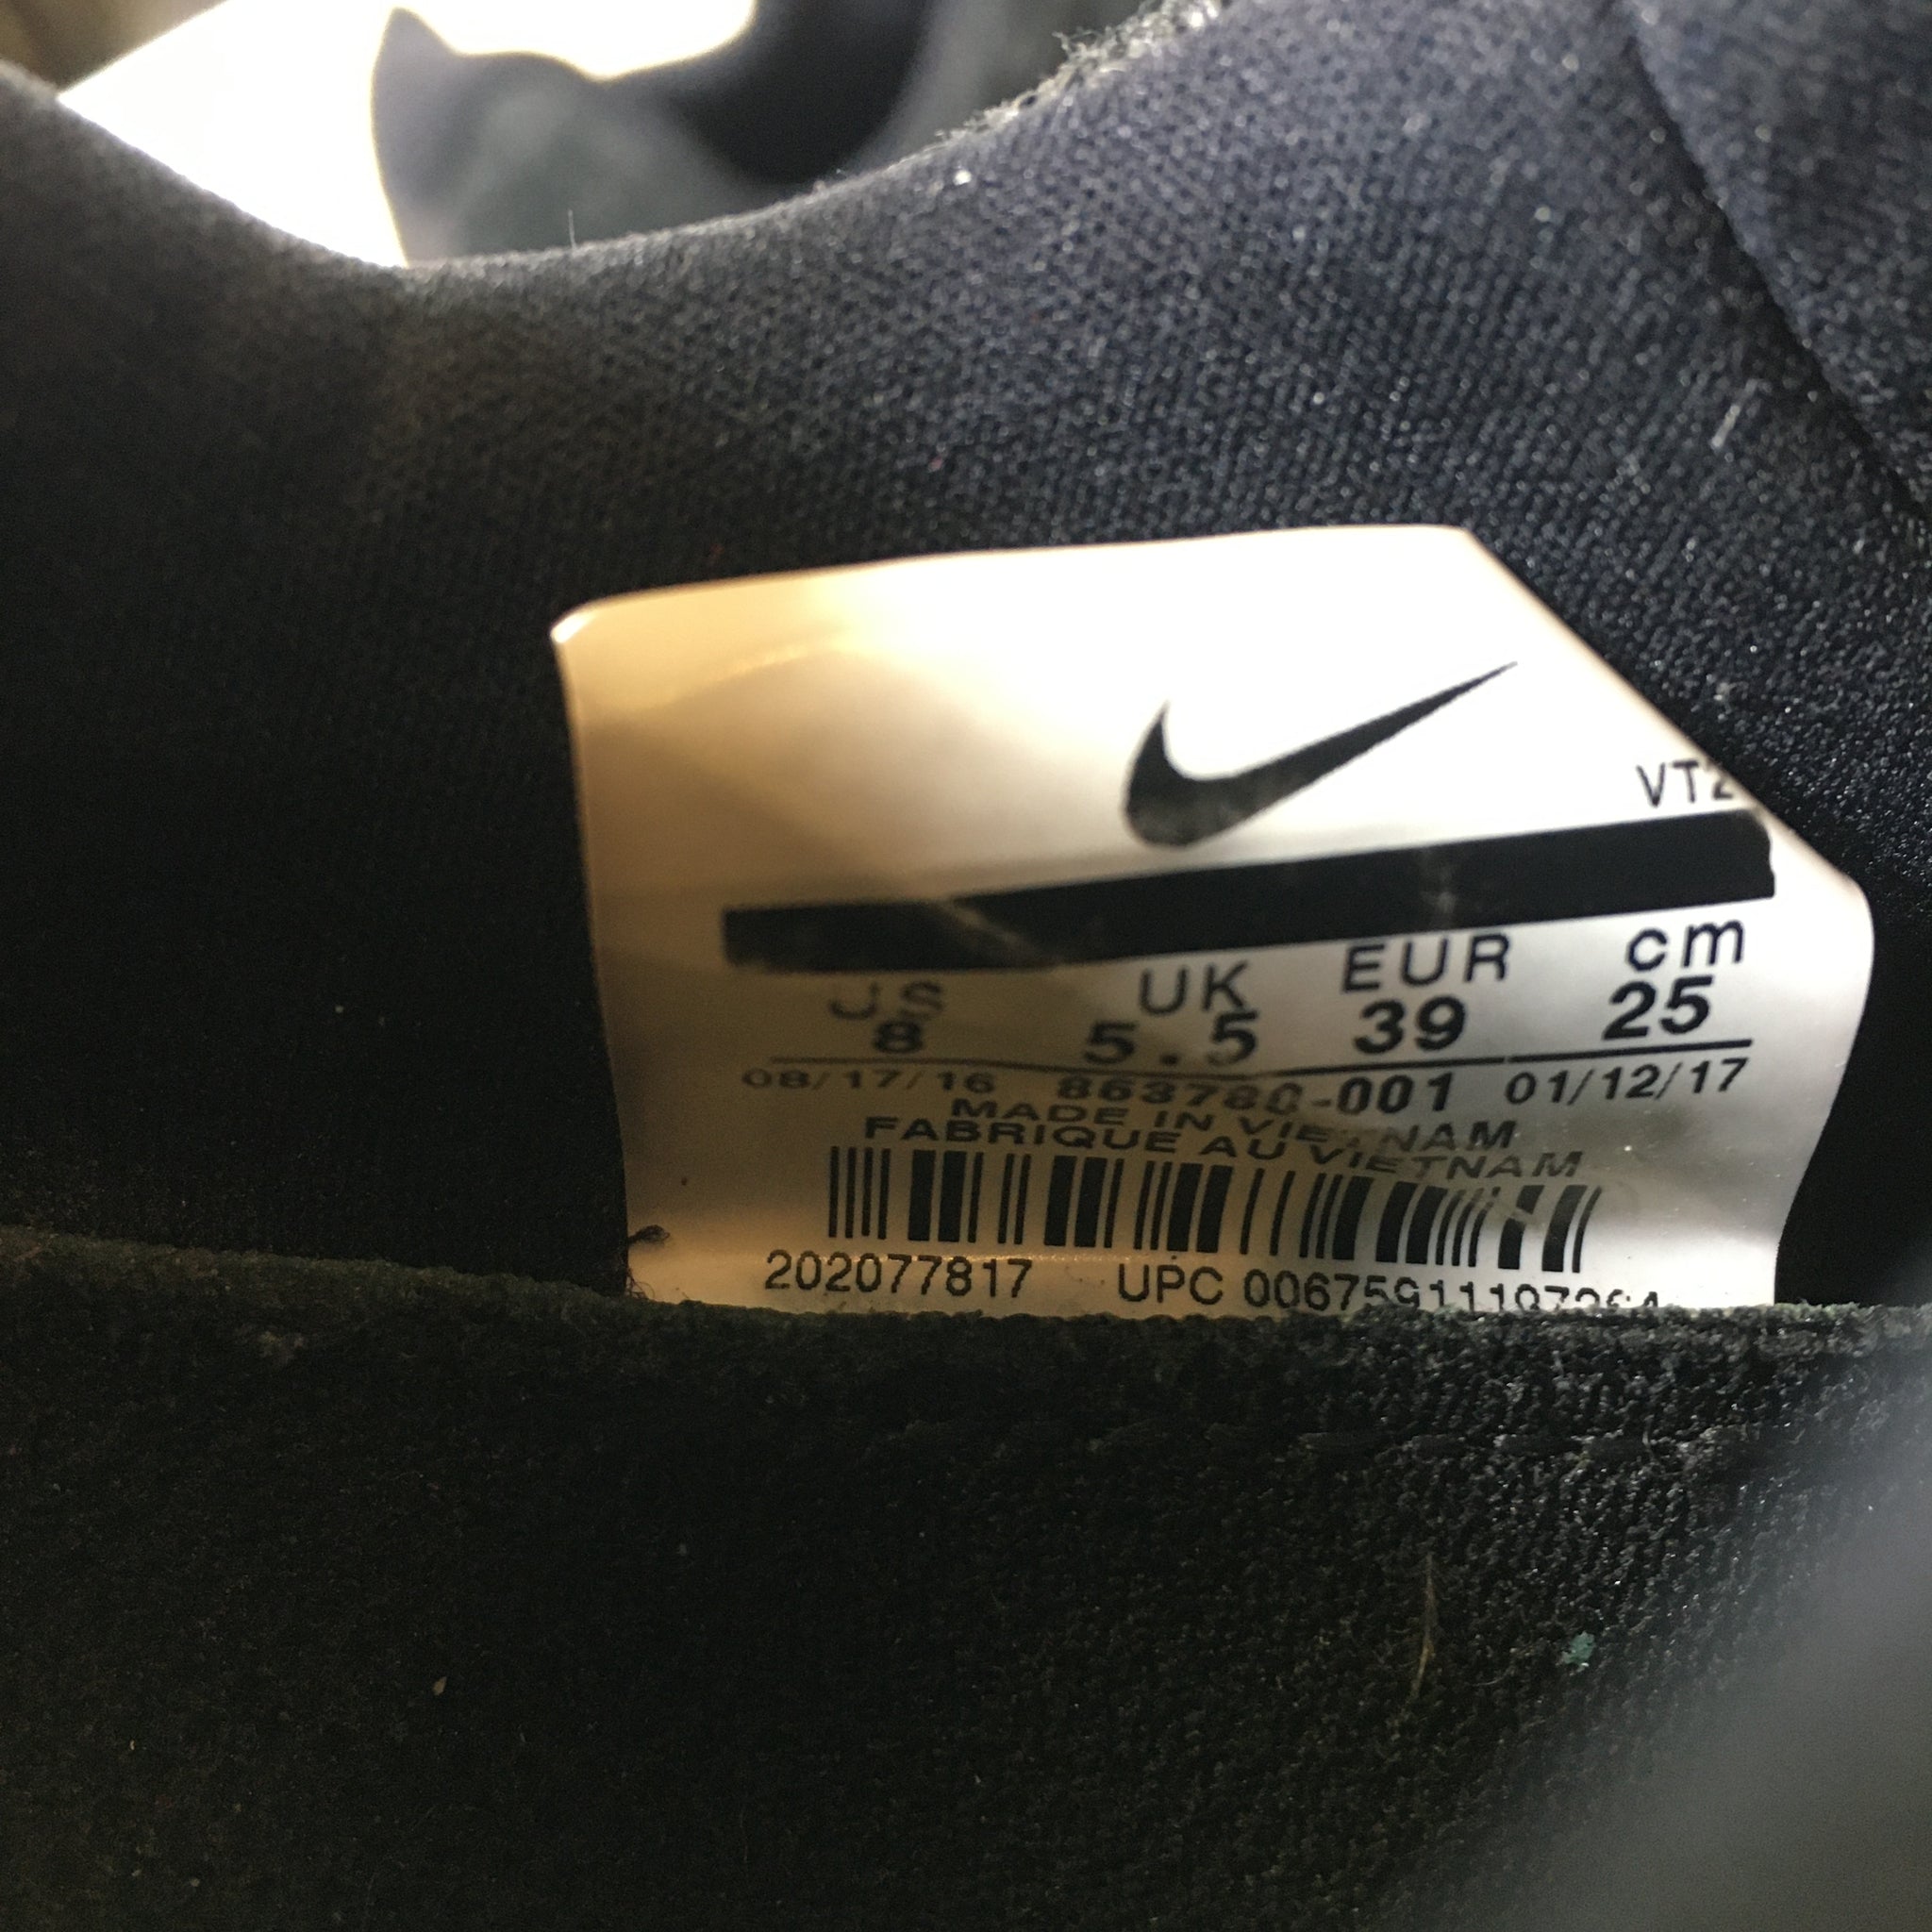 VT2
US UK EUR cm
8 5.5 39 25
08/17/16 863780-001 01/12/17
MADE IN VIETNAM
FABRIQUE AU VIETNAM
202077817 UPC